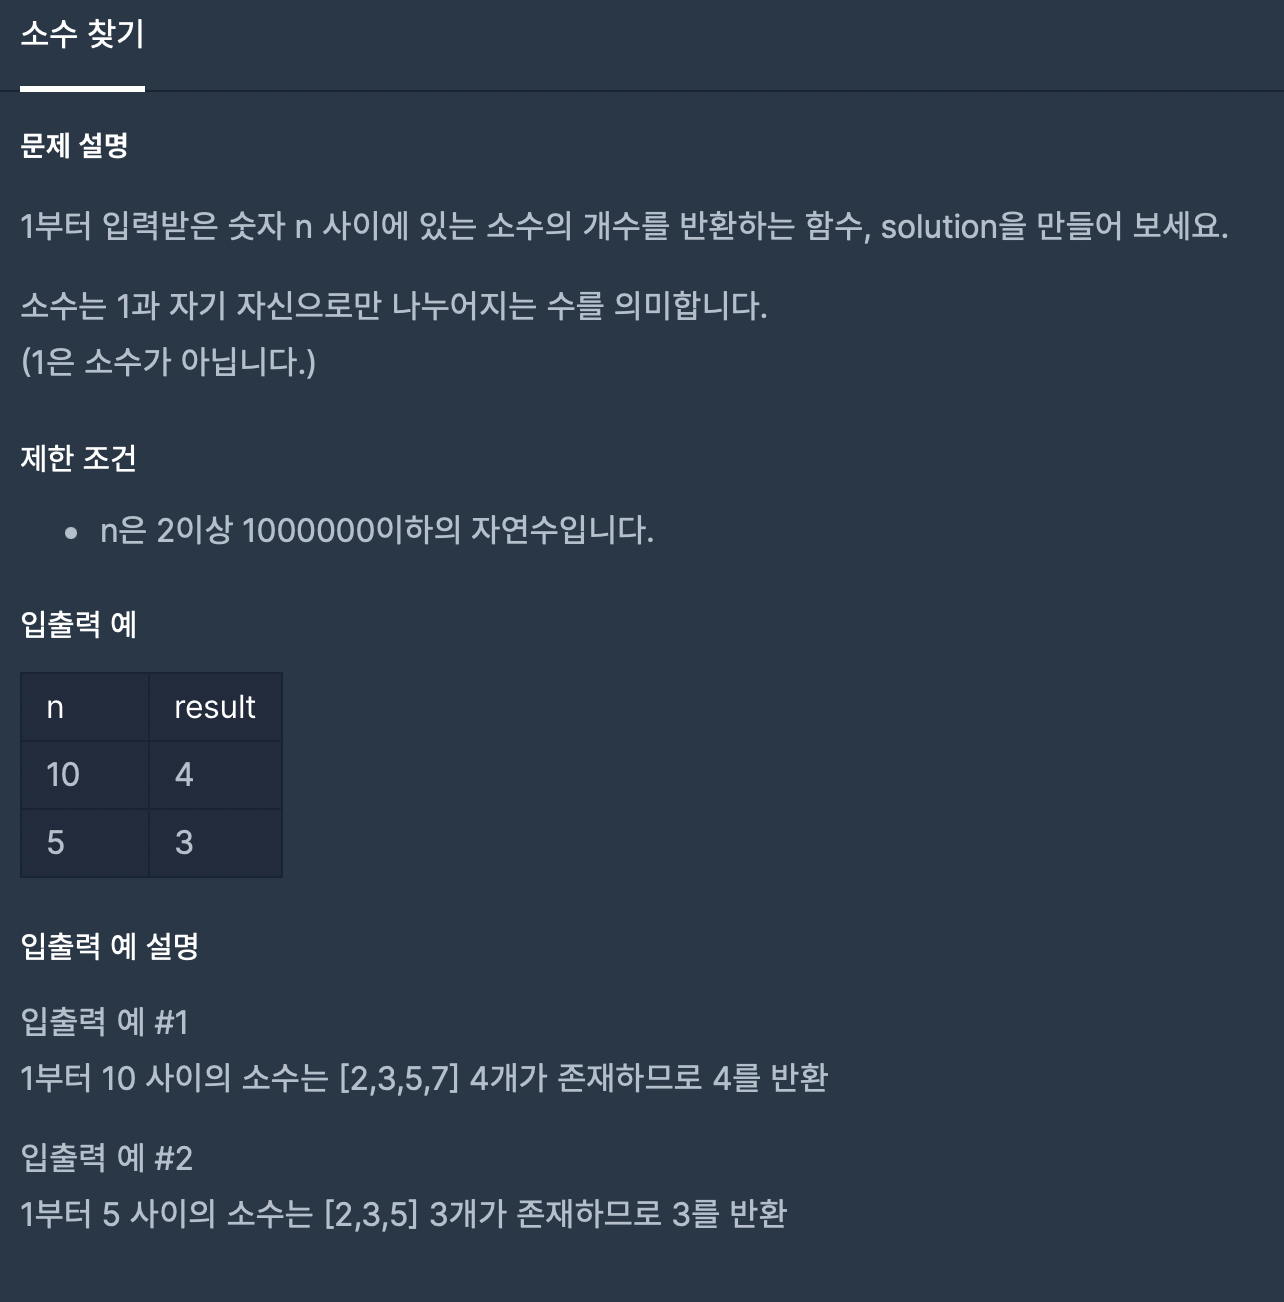 소수 찾기
문제 설명
1부터 입력받은 숫자 n 사이에 있는 소수의 개수를 반환하는 함수, solution을 만들어 보세요.
소수는 1과 자기 자신으로만 나누어지는 수를 의미합니다.
(1은 소수가 아닙니다.)
제한 조건
• n은 2이상 1000000이하의 자연수입니다.
입출력 예
n result
10 4
5 3
입출력 예 설명
입출력 예 #1
1부터 10 사이의 소수는 [2,3,5,7] 4개가 존재하므로 4를 반환
입출력 예 #2
1부터 5 사이의 소수는 [2,3,5] 3개가 존재하므로 3를 반환